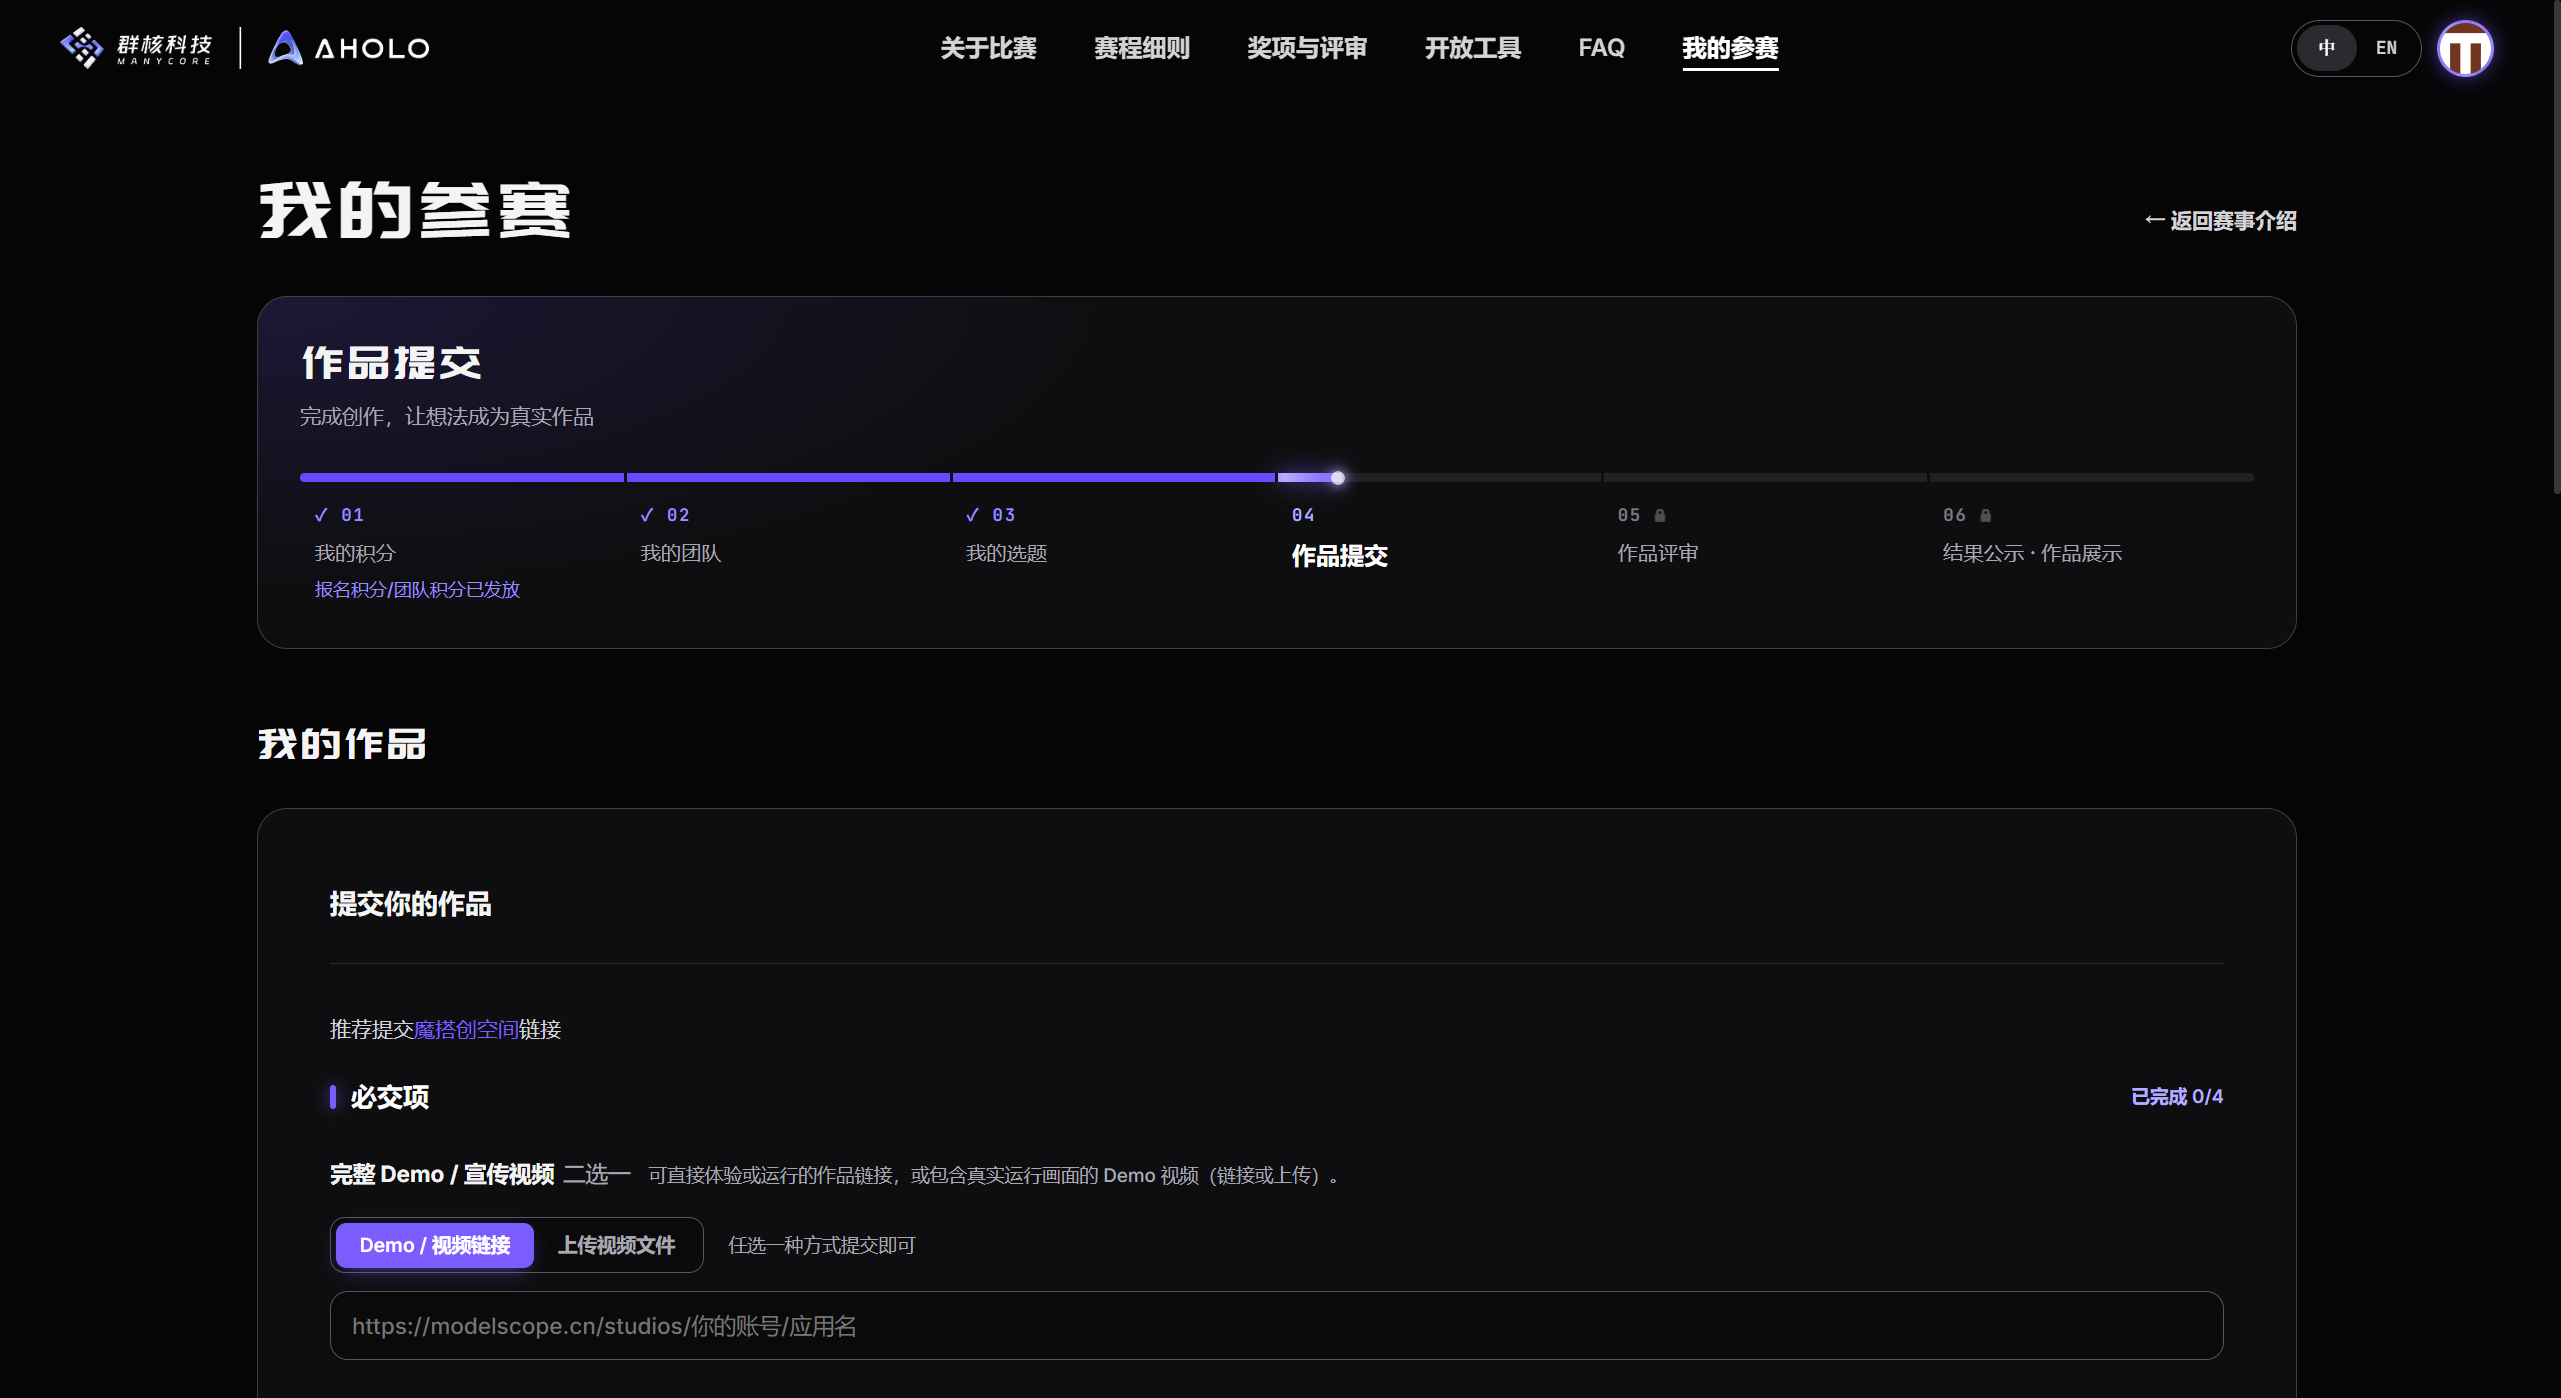 群核科技
MANYCORE
AHOLO
关于比赛 赛程细则 奖项与评审 开放工具 FAQ 我的参赛
中 EN
我的参赛
← 返回赛事介绍
作品提交
完成创作，让想法成为真实作品
✓ 01
我的积分
报名积分/团队积分已发放
✓ 02
我的团队
✓ 03
我的选题
04
作品提交
05
作品评审
06
结果公示 · 作品展示
我的作品
提交你的作品
推荐提交魔搭创空间链接
必交项
已完成 0/4
完整 Demo / 宣传视频 二选一 可直接体验或运行的作品链接，或包含真实运行画面的 Demo 视频（链接或上传）。
Demo / 视频链接 上传视频文件 任选一种方式提交即可
https://modelscope.cn/studios/你的账号/应用名